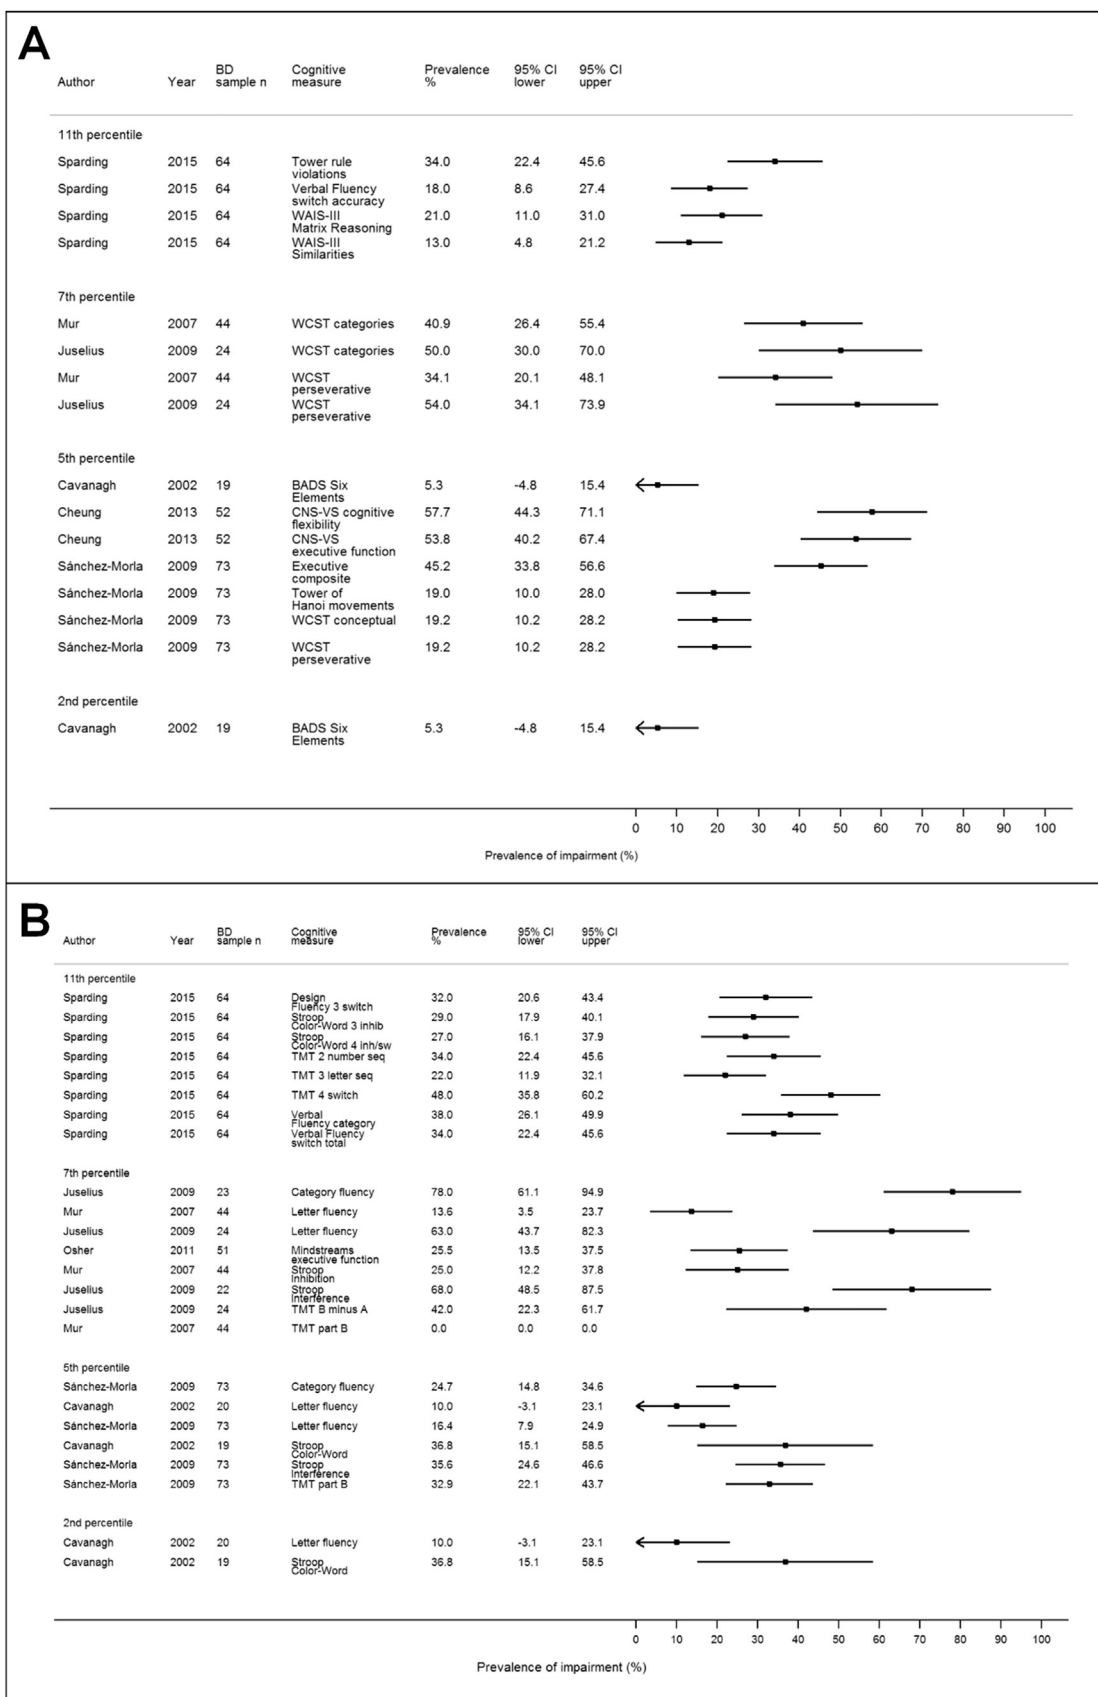 A
Author Year BD sample n Cognitive measure Prevalence % 95% CI lower 95% CI upper
11th percentile
Sparding 2015 64 Tower rule violations 34.0 22.4 45.6
Sparding 2015 64 Verbal Fluency switch accuracy 18.0 8.6 27.4
Sparding 2015 64 WAIS-III Matrix Reasoning 21.0 11.0 31.0
Sparding 2015 64 WAIS-III Similarities 13.0 4.8 21.2
7th percentile
Mur 2007 44 WCST categories 40.9 26.4 55.4
Juselius 2009 24 WCST categories 50.0 30.0 70.0
Mur 2007 44 WCST perseverative 34.1 20.1 48.1
Juselius 2009 24 WCST perseverative 54.0 34.1 73.9
5th percentile
Cavanagh 2002 19 BADS Six Elements 5.3 -4.8 15.4
Cheung 2013 52 CNS-VS cognitive flexibility 57.7 44.3 71.1
Cheung 2013 52 CNS-VS executive function 53.8 40.2 67.4
Sánchez-Morla 2009 73 Executive composite 45.2 33.8 56.6
Sánchez-Morla 2009 73 Tower of Hanoi movements 19.0 10.0 28.0
Sánchez-Morla 2009 73 WCST conceptual 19.2 10.2 28.2
Sánchez-Morla 2009 73 WCST perseverative 19.2 10.2 28.2
2nd percentile
Cavanagh 2002 19 BADS Six Elements 5.3 -4.8 15.4
0 10 20 30 40 50 60 70 80 90 100
Prevalence of impairment (%)
B
Author Year BD sample n Cognitive measure Prevalence % 95% CI lower 95% CI upper
11th percentile
Sparding 2015 64 Design Fluency 3 switch 32.0 20.6 43.4
Sparding 2015 64 Stroop Color-Word 3 inhib 29.0 17.9 40.1
Sparding 2015 64 Stroop Color-Word 4 inh/sw 27.0 16.1 37.9
Sparding 2015 64 TMT 2 number seq 34.0 22.4 45.6
Sparding 2015 64 TMT 3 letter seq 22.0 11.9 32.1
Sparding 2015 64 TMT 4 switch 48.0 35.8 60.2
Sparding 2015 64 Verbal Fluency category 38.0 26.1 49.9
Sparding 2015 64 Verbal Fluency switch total 34.0 22.4 45.6
7th percentile
Juselius 2009 23 Category fluency 78.0 61.1 94.9
Mur 2007 44 Letter fluency 13.6 3.5 23.7
Juselius 2009 24 Letter fluency 63.0 43.7 82.3
Osher 2011 51 Mindstreams executive function 25.5 13.5 37.5
Mur 2007 44 Stroop Inhibition 25.0 12.2 37.8
Juselius 2009 22 Stroop Interference 68.0 48.5 87.5
Juselius 2009 24 TMT B minus A 42.0 22.3 61.7
Mur 2007 44 TMT part B 0.0 0.0 0.0
5th percentile
Sánchez-Morla 2009 73 Category fluency 24.7 14.8 34.6
Cavanagh 2002 20 Letter fluency 10.0 -3.1 23.1
Sánchez-Morla 2009 73 Letter fluency 16.4 7.9 24.9
Cavanagh 2002 19 Stroop Color-Word 36.8 15.1 58.5
Sánchez-Morla 2009 73 Stroop Interference 35.6 24.6 46.6
Sánchez-Morla 2009 73 TMT part B 32.9 22.1 43.7
2nd percentile
Cavanagh 2002 20 Letter fluency 10.0 -3.1 23.1
Cavanagh 2002 19 Stroop Color-Word 36.8 15.1 58.5
0 10 20 30 40 50 60 70 80 90 100
Prevalence of impairment (%)